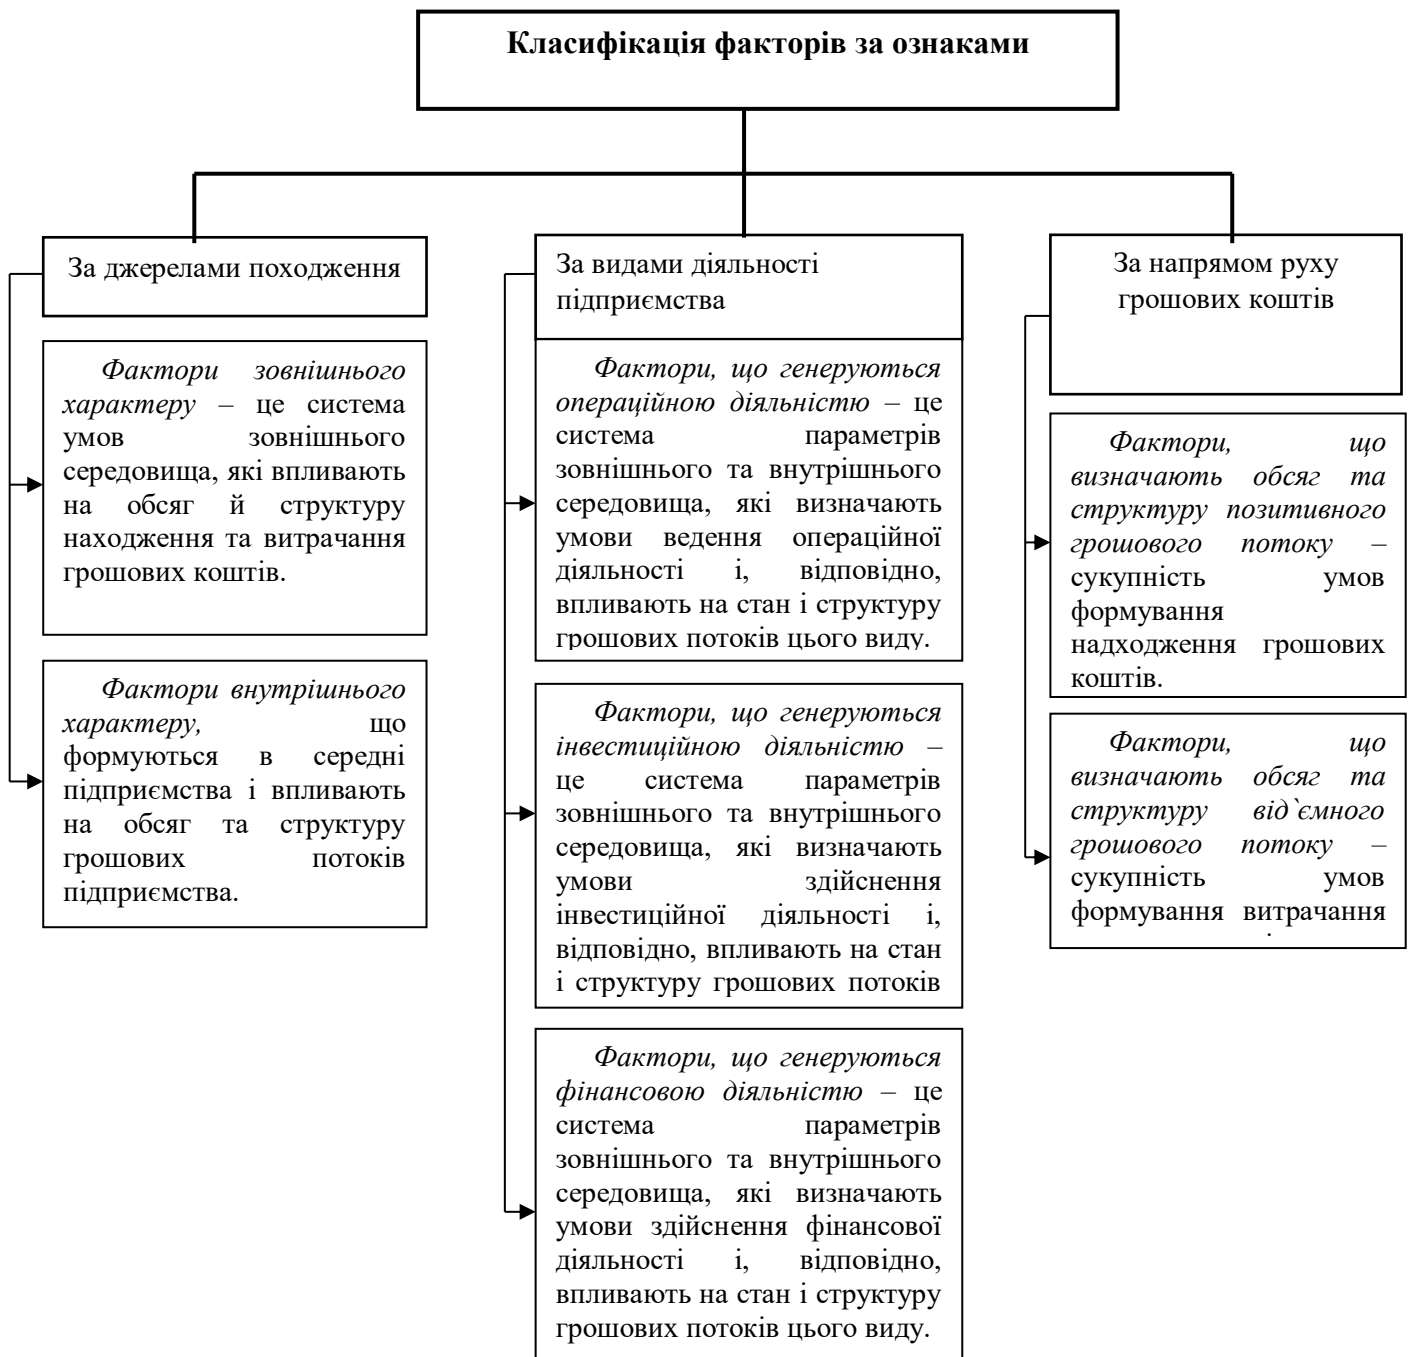 Класифікація факторів за ознаками
За джерелами походження
Фактори зовнішнього
характеру – це система
умов зовнішнього
середовища, які впливають
на обсяг й структуру
находження та витрачання
грошових коштів.
Фактори внутрішнього
характеру, що
формуються в середні
підприємства і впливають
на обсяг та структуру
грошових потоків
підприємства.
За видами діяльності
підприємства
Фактори, що генеруються
операційною діяльністю – це
система параметрів
зовнішнього та внутрішнього
середовища, які визначають
умови ведення операційної
діяльності і, відповідно,
впливають на стан і структуру
грошових потоків цього виду.
Фактори, що генеруються
інвестиційною діяльністю –
це система параметрів
зовнішнього та внутрішнього
середовища, які визначають
умови здійснення
інвестиційної діяльності і,
відповідно, впливають на стан
і структуру грошових потоків
Фактори, що генеруються
фінансовою діяльністю – це
система параметрів
зовнішнього та внутрішнього
середовища, які визначають
умови здійснення фінансової
діяльності і, відповідно,
впливають на стан і структуру
грошових потоків цього виду.
За напрямом руху
грошових коштів
Фактори, що
визначають обсяг та
структуру позитивного
грошового потоку –
сукупність умов
формування
надходження грошових
коштів.
Фактори, що
визначають обсяг та
структуру від`ємного
грошового потоку –
сукупність умов
формування витрачання